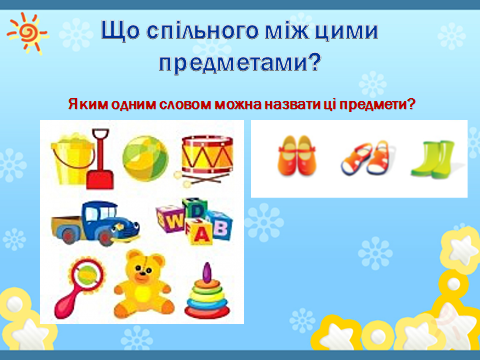 Що спільного між цими
предметами?
Яким одним словом можна назвати ці предмети?
W D B
A